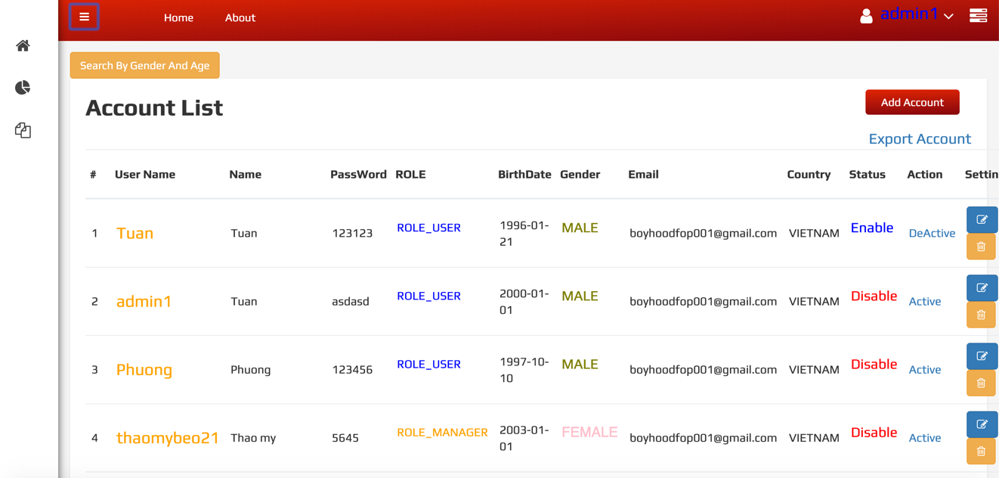 Home About admin1
Search By Gender And Age
Account List
Add Account
Export Account
# User Name Name PassWord ROLE BirthDate Gender Email Country Status Action Settin
1 Tuan Tuan 123123 ROLE_USER 1996-01-21 MALE boyhoodfop001@gmail.com VIETNAM Enable DeActive
2 admin1 Tuan asdasd ROLE_USER 2000-01-01 MALE boyhoodfop001@gmail.com VIETNAM Disable Active
3 Phuong Phuong 123456 ROLE_USER 1997-10-10 MALE boyhoodfop001@gmail.com VIETNAM Disable Active
4 thaomybeo21 Thao my 5645 ROLE_MANAGER 2003-01-01 FEMALE boyhoodfop001@gmail.com VIETNAM Disable Active